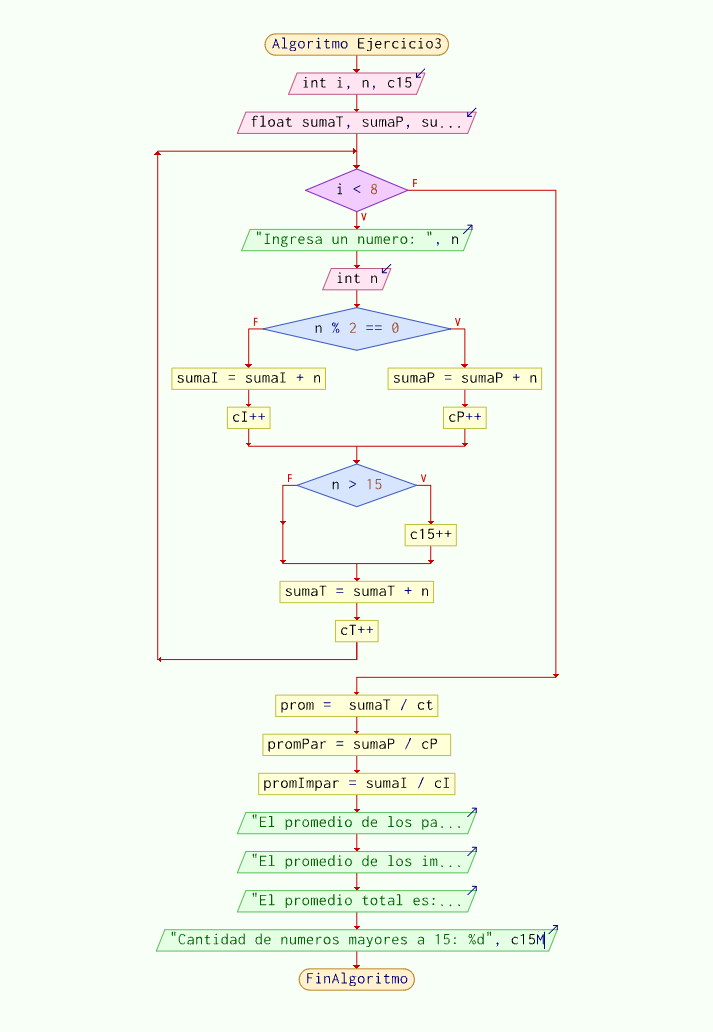 Algoritmo Ejercicio3
int i, n, c15
float sumaT, sumaP, su...
i < 8
F
V
"Ingresa un numero: ", n
int n
n % 2 == 0
F
V
sumaI = sumaI + n
sumaP = sumaP + n
cI++
cP++
n > 15
F
V
c15++
sumaT = sumaT + n
cT++
prom =  sumaT / ct
promPar = sumaP / cP
promImpar = sumaI / cI
"El promedio de los pa...
"El promedio de los im...
"El promedio total es:...
"Cantidad de numeros mayores a 15: %d", c15M
FinAlgoritmo